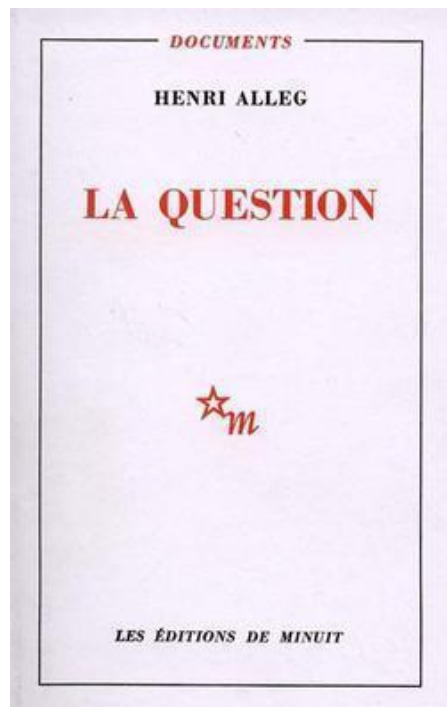 DOCUMENTS
HENRI ALLEG
LA QUESTION
m
LES ÉDITIONS DE MINUIT